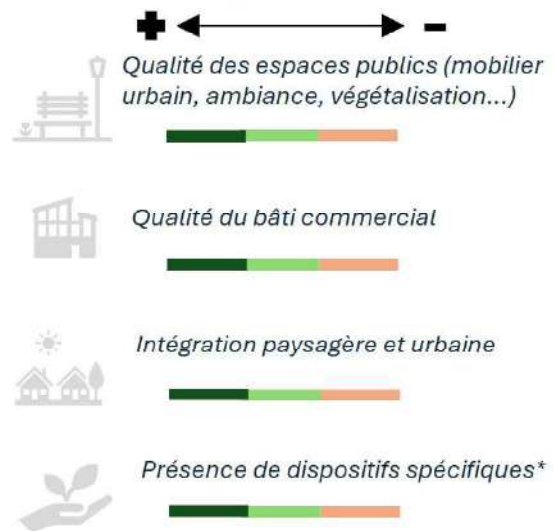 + -
Qualité des espaces publics (mobilier
urbain, ambiance, végétalisation...)
Qualité du bâti commercial
Intégration paysagère et urbaine
Présence de dispositifs spécifiques*